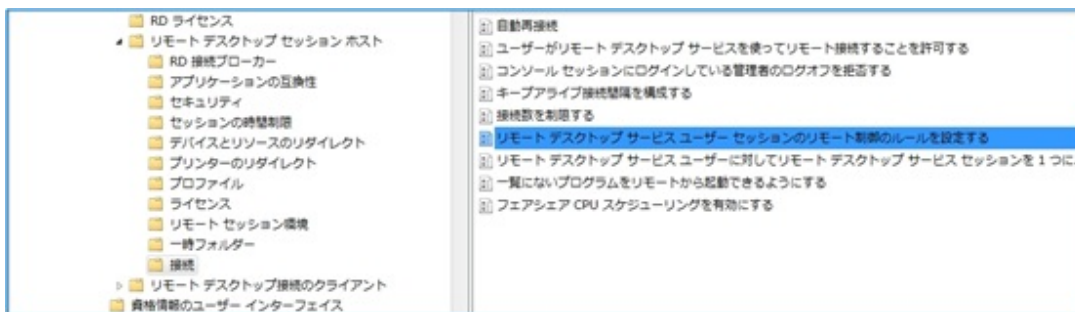 RD ライセンス
リモート デスクトップ セッション ホスト
RD 接続ブローカー
アプリケーションの互換性
セキュリティ
セッションの時間制限
デバイスとリソースのリダイレクト
プリンターのリダイレクト
プロファイル
ライセンス
リモート セッション環境
一時フォルダー
接続
リモート デスクトップ接続のクライアント
資格情報のユーザー インターフェイス
自動再接続
ユーザーがリモート デスクトップ サービスを使ってリモート接続することを許可する
コンソール セッションにログインしている管理者のログオフを拒否する
キープアライブ接続間隔を構成する
接続数を制限する
リモート デスクトップ サービス ユーザー セッションのリモート制御のルールを設定する
リモート デスクトップ サービス ユーザーに対してリモート デスクトップ サービス セッションを 1 つに
一覧にないプログラムをリモートから起動できるようにする
フェアシェア CPU スケジューリングを有効にする